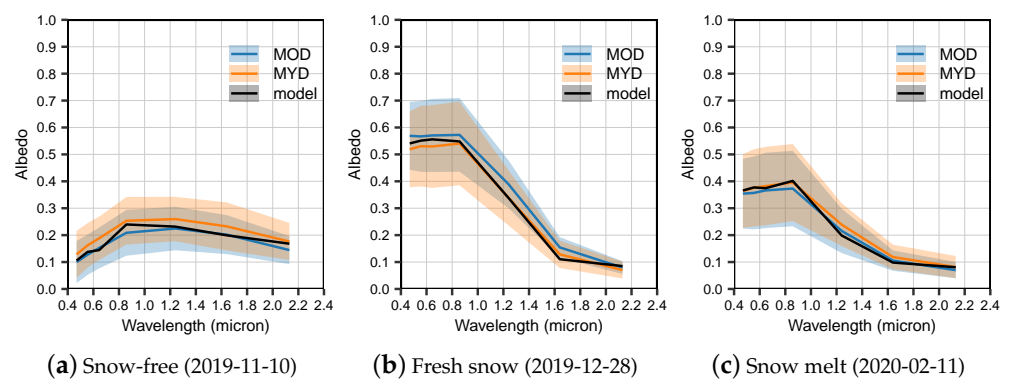 1.0
0.9
0.8
0.7
0.6
0.5
0.4
0.3
0.2
0.1
0.0
Albedo
0.4 0.6 0.8 1.0 1.2 1.4 1.6 1.8 2.0 2.2 2.4
Wavelength (micron)
MOD
MYD
model
(a) Snow-free (2019-11-10)
1.0
0.9
0.8
0.7
0.6
0.5
0.4
0.3
0.2
0.1
0.0
Albedo
0.4 0.6 0.8 1.0 1.2 1.4 1.6 1.8 2.0 2.2 2.4
Wavelength (micron)
MOD
MYD
model
(b) Fresh snow (2019-12-28)
1.0
0.9
0.8
0.7
0.6
0.5
0.4
0.3
0.2
0.1
0.0
Albedo
0.4 0.6 0.8 1.0 1.2 1.4 1.6 1.8 2.0 2.2 2.4
Wavelength (micron)
MOD
MYD
model
(c) Snow melt (2020-02-11)